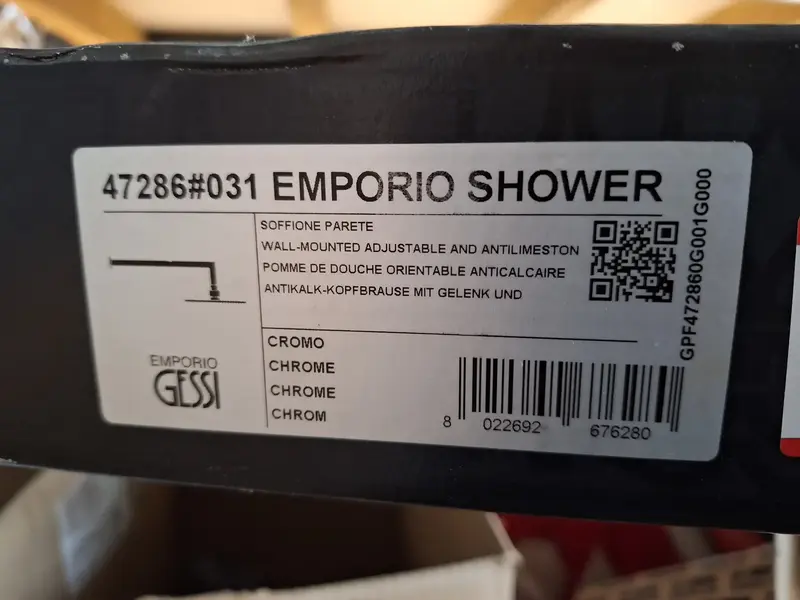 47286#031 EMPORIO SHOWER
SOFFIONE PARETE
WALL-MOUNTED ADJUSTABLE AND ANTILIMESTON
POMME DE DOUCHE ORIENTABLE ANTICALCAIRE
ANTIKALK-KOPFBRAUSE MIT GELENK UND
GPF472860G001G000
CROMO
CHROME
CHROME
CHROM
EMPORIO
GESSI
8 022692 676280